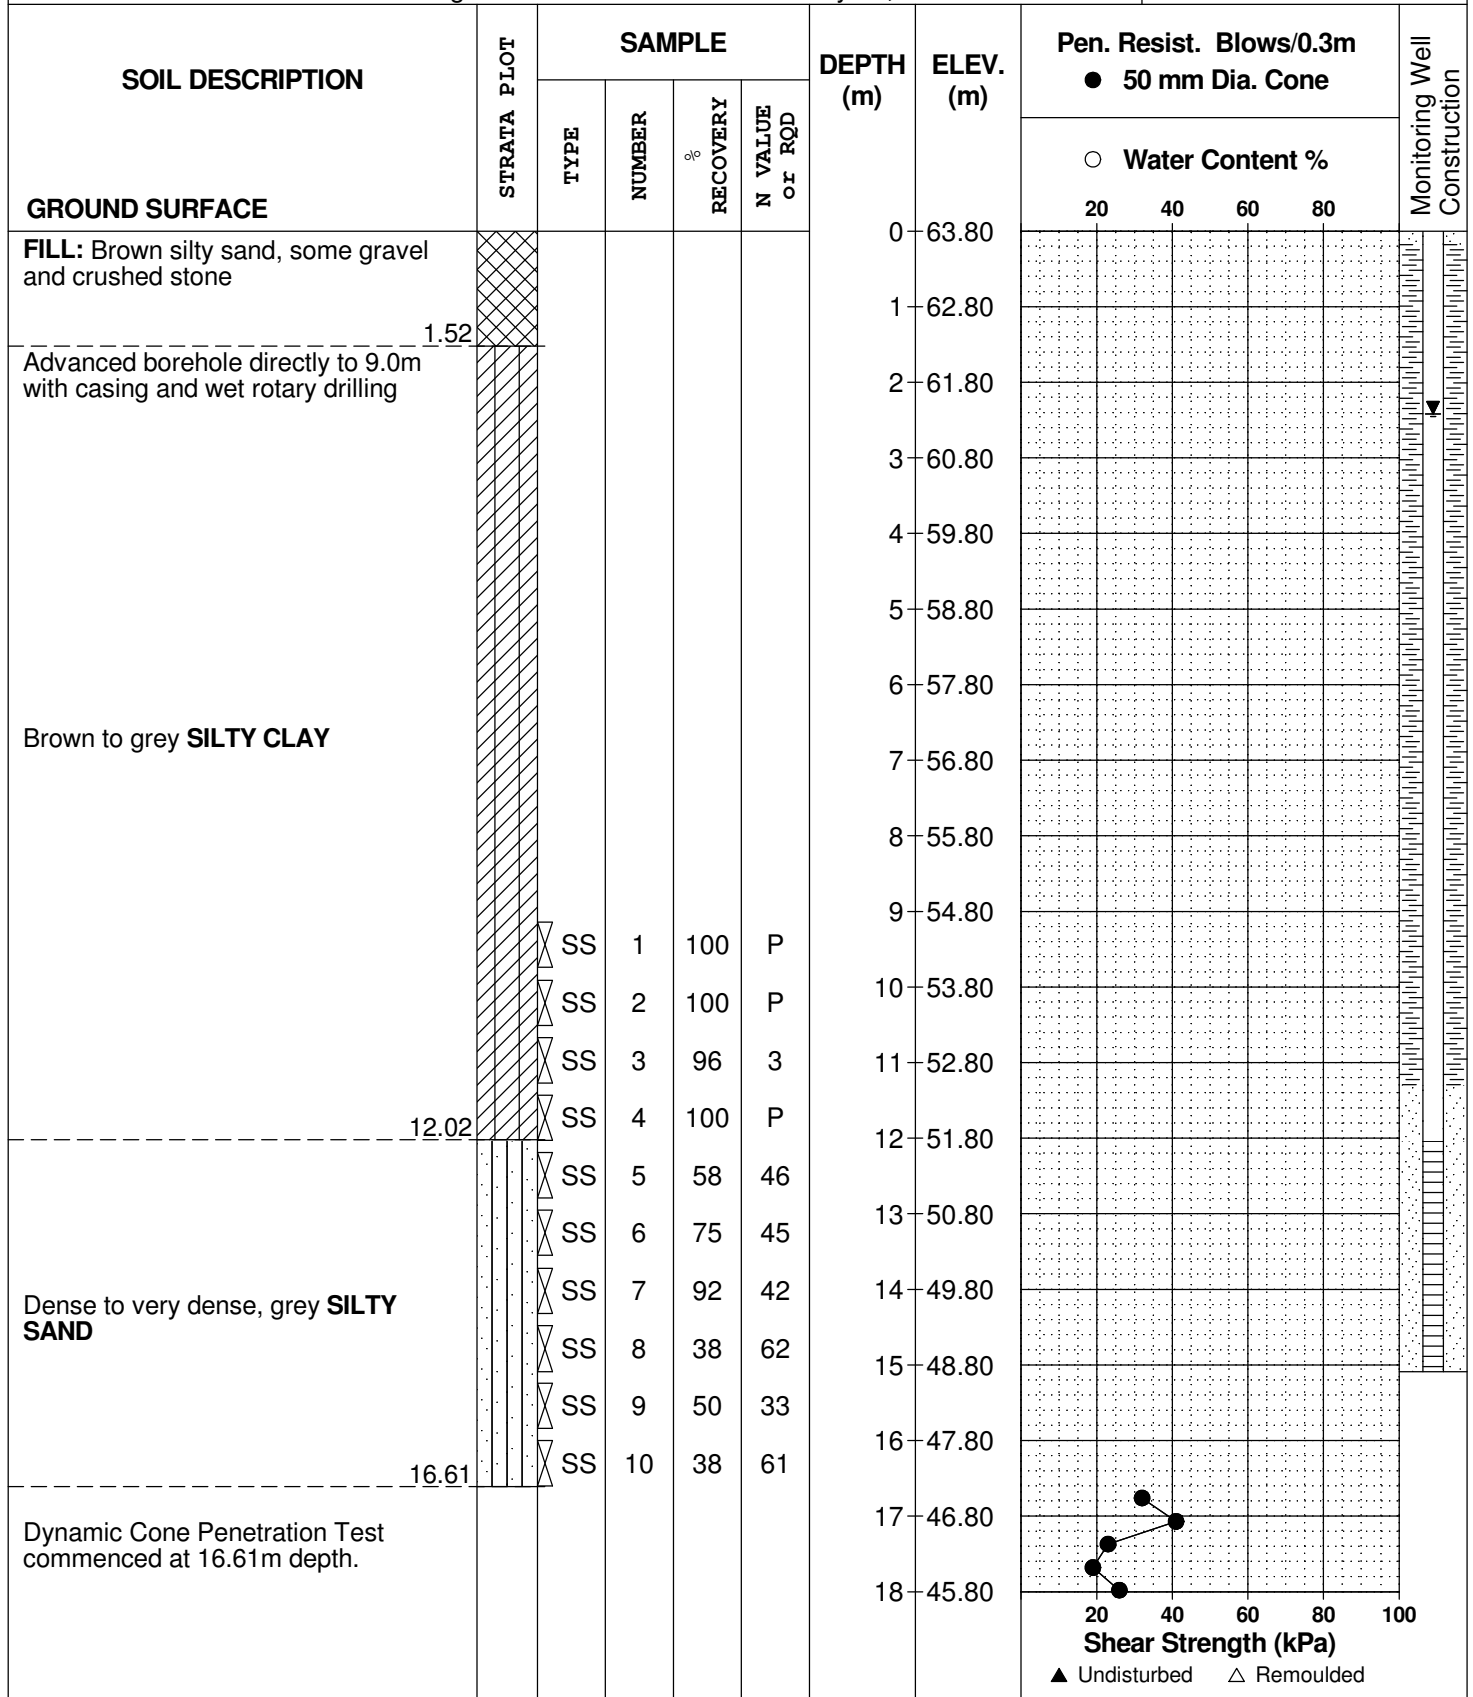 SOIL DESCRIPTION
GROUND SURFACE
STRATA PLOT
SAMPLE
TYPE
NUMBER
% RECOVERY
N VALUE or RQD
DEPTH (m)
ELEV. (m)
Pen. Resist. Blows/0.3m
● 50 mm Dia. Cone
○ Water Content %
20 40 60 80
Monitoring Well Construction
0 63.80
FILL: Brown silty sand, some gravel
and crushed stone
1 62.80
1.52
Advanced borehole directly to 9.0m
with casing and wet rotary drilling
2 61.80
3 60.80
4 59.80
5 58.80
6 57.80
Brown to grey SILTY CLAY
7 56.80
8 55.80
9 54.80
SS 1 100 P
10 53.80
SS 2 100 P
SS 3 96 3
11 52.80
SS 4 100 P
12.02
12 51.80
SS 5 58 46
13 50.80
SS 6 75 45
SS 7 92 42
14 49.80
Dense to very dense, grey SILTY
SAND
SS 8 38 62
15 48.80
SS 9 50 33
16 47.80
SS 10 38 61
16.61
17 46.80
Dynamic Cone Penetration Test
commenced at 16.61m depth.
18 45.80
20 40 60 80 100
Shear Strength (kPa)
▲ Undisturbed △ Remoulded